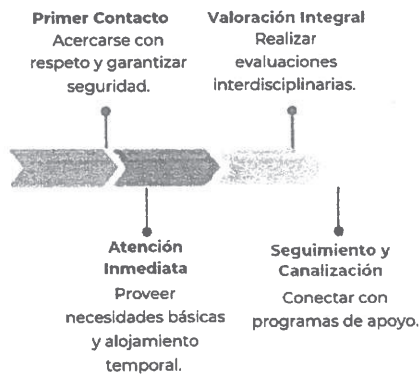 Primer Contacto
Acercarse con
respeto y garantizar
seguridad.
Valoración Integral
Realizar
evaluaciones
interdisciplinarias.
Atención
Inmediata
Proveer
necesidades básicas
y alojamiento
temporal.
Seguimiento y
Canalización
Conectar con
programas de apoyo.